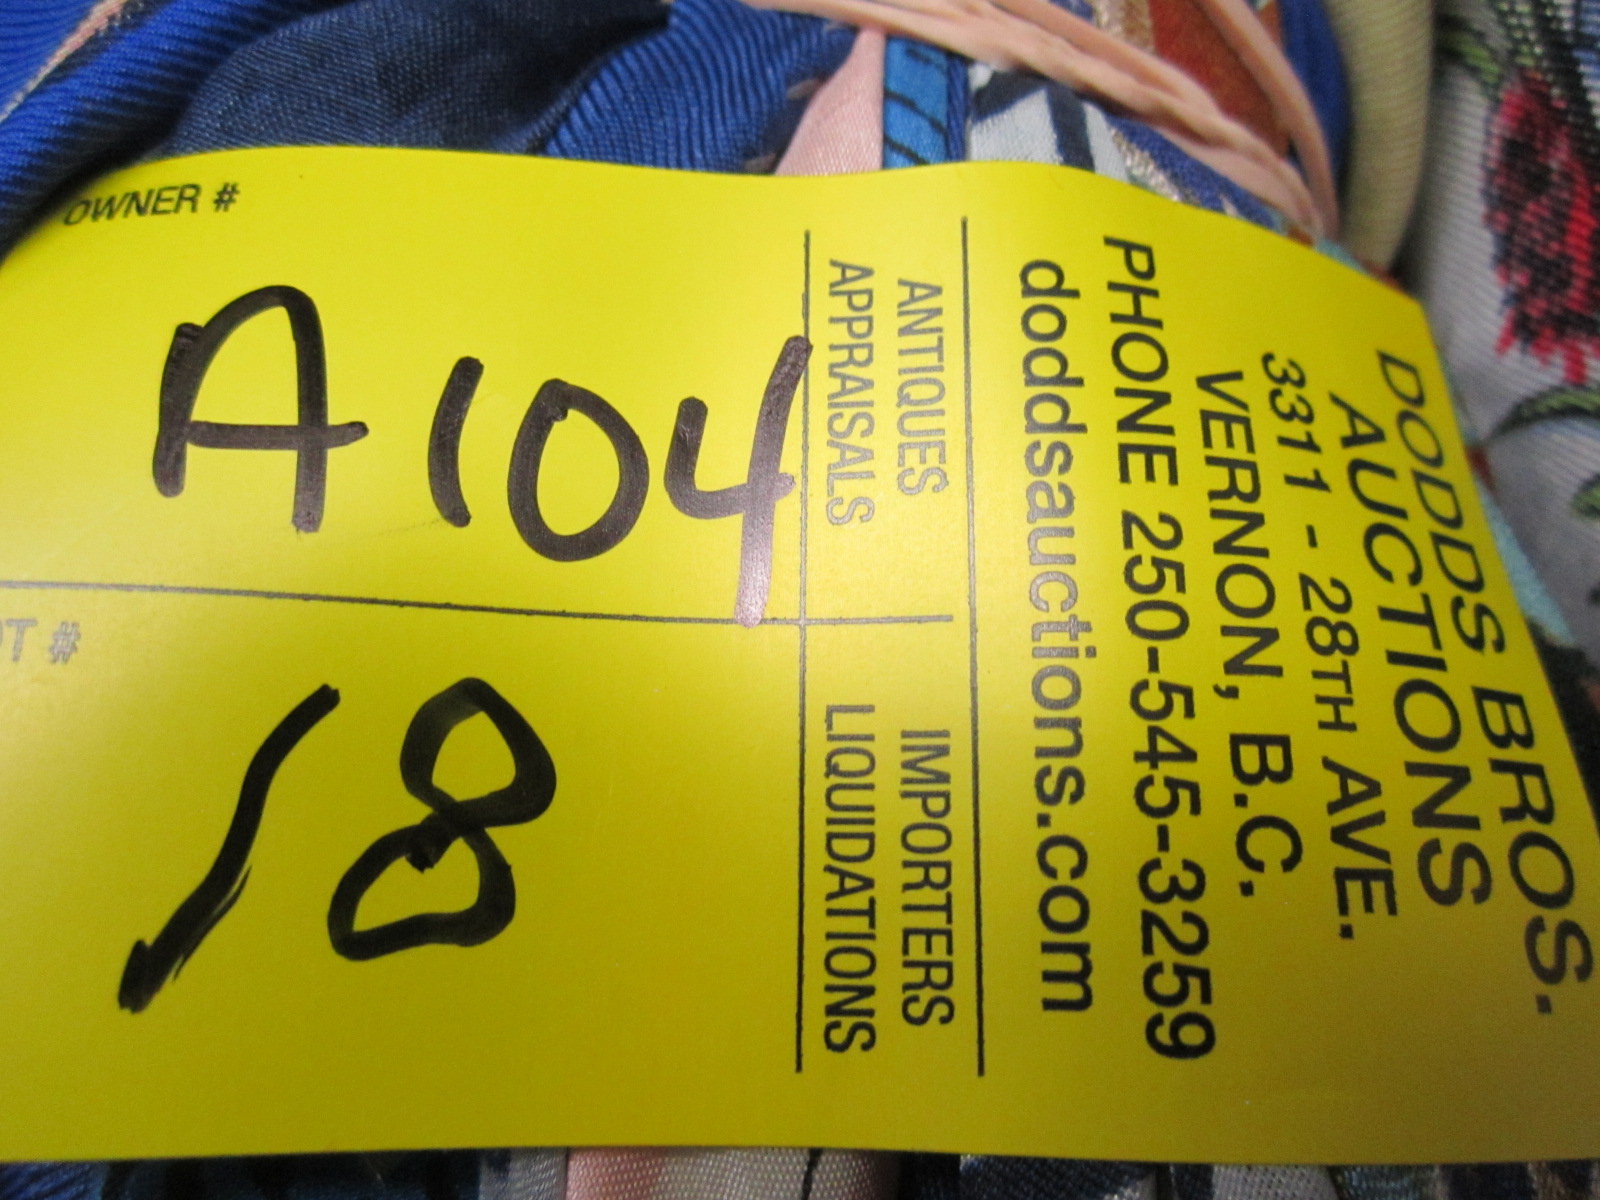 DODDS BROS.
AUCTIONS
3311 - 28TH AVE.
VERNON, B.C.
PHONE 250-545-3259
doddsauctions.com
ANTIQUES
APPRAISALS
IMPORTERS
LIQUIDATIONS
OWNER #
A104
OT #
18